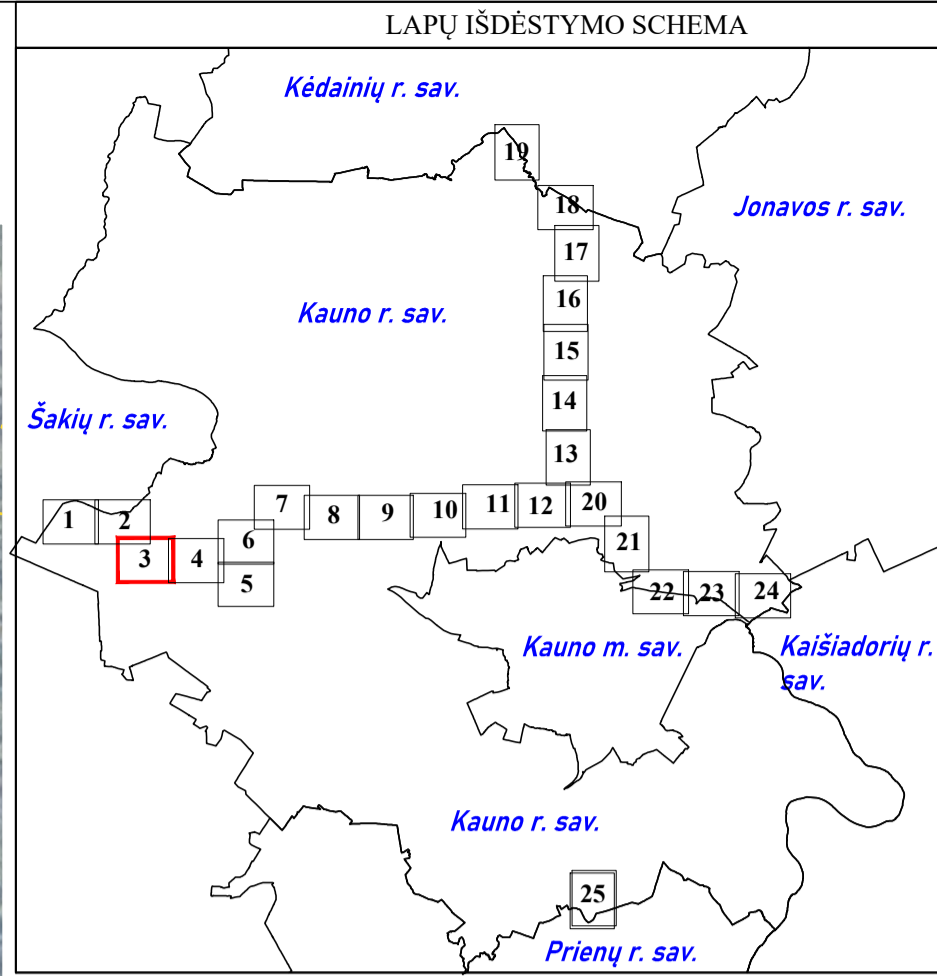 LAPŲ IŠDĖSTYMO SCHEMA
Kėdainių r. sav.
19
18
Jonavos r. sav.
17
16
Kauno r. sav.
15
14
Šakių r. sav.
13
7
11
12
20
10
8
9
1
2
6
21
3
4
5
22
23
24
Kauno m. sav.
Kaišiadorių r.
sav.
Kauno r. sav.
25
Prienų r. sav.